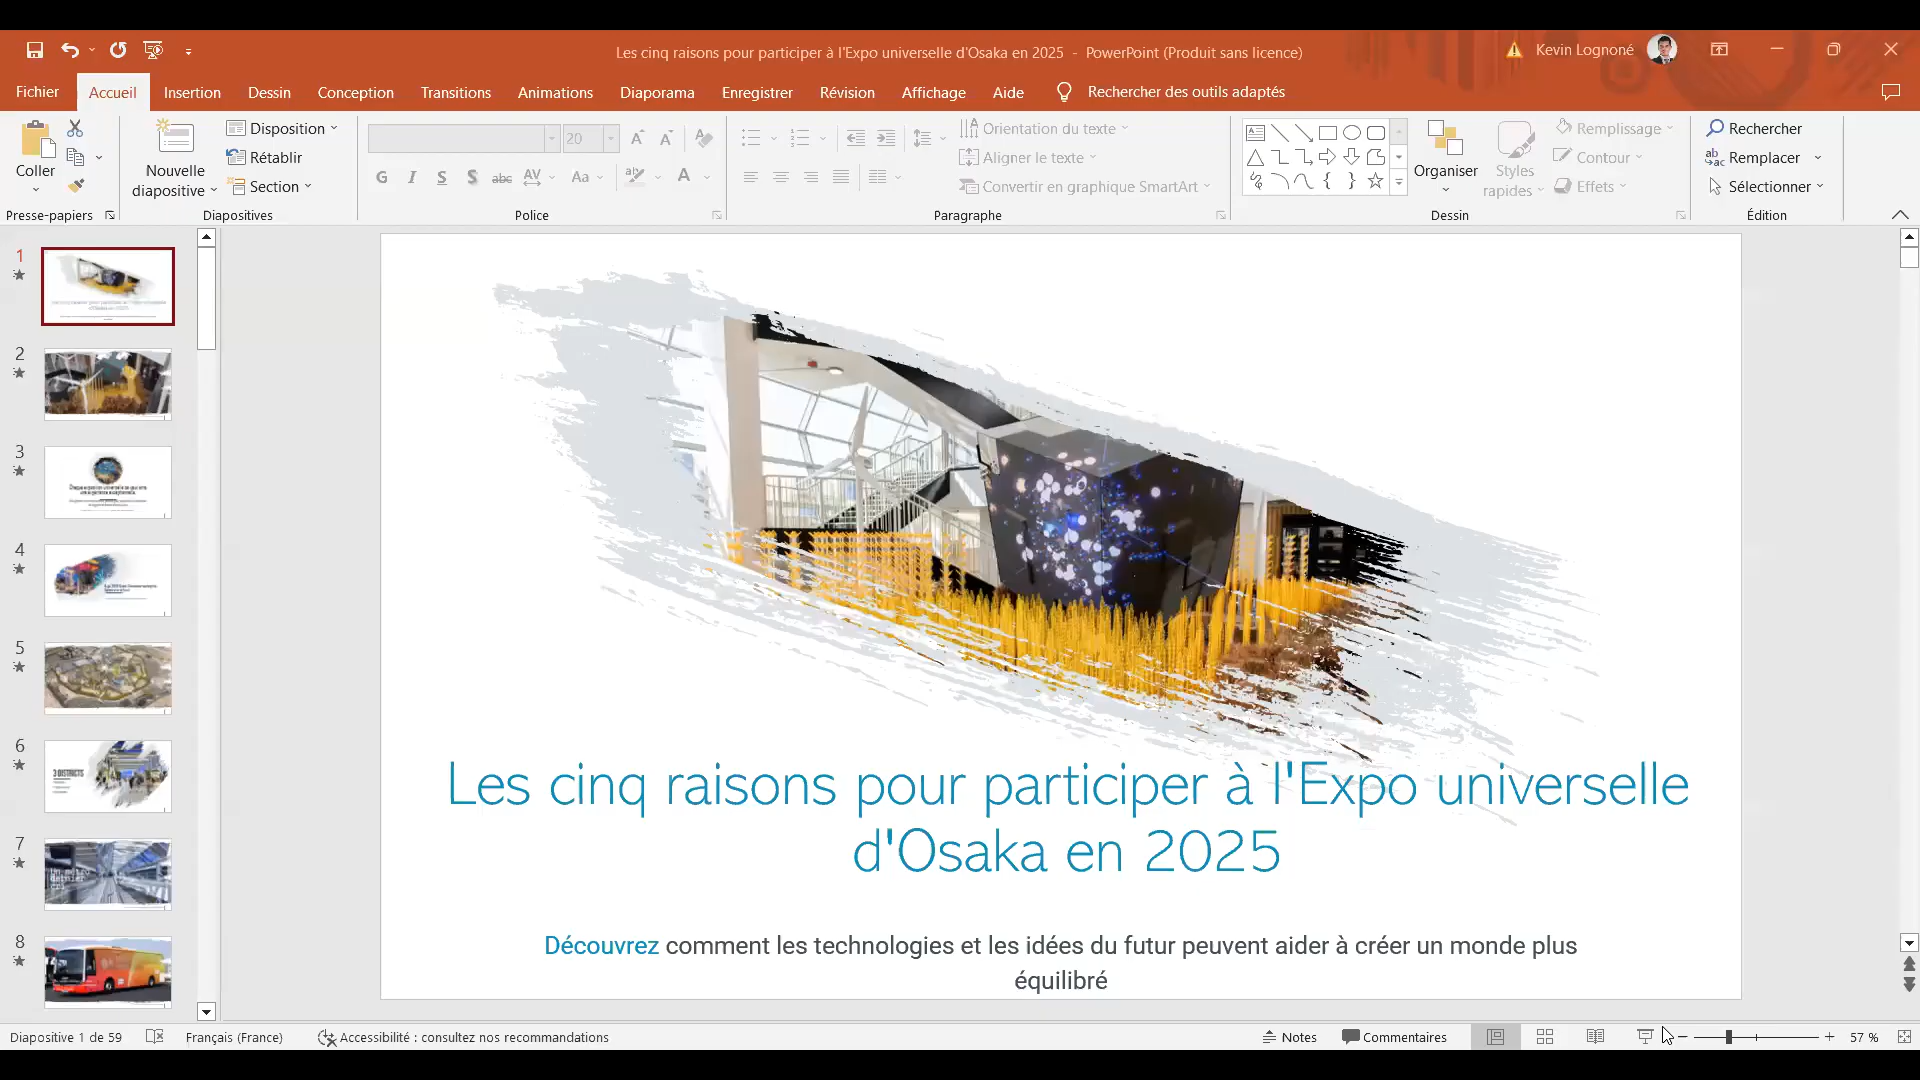 Les cinq raisons pour participer à l'Expo universelle d'Osaka en 2025 - PowerPoint (Produit sans licence)
Kevin Lognoné
Fichier
Accueil
Insertion
Dessin
Conception
Transitions
Animations
Diaporama
Enregistrer
Révision
Affichage
Aide
Rechercher des outils adaptés
Coller
Presse-papiers
Nouvelle
diapositive
Disposition
Rétablir
Section
Diapositives
20
G I S S abc AV Aa A
Police
Orientation du texte
Aligner le texte
Convertir en graphique SmartArt
Paragraphe
Organiser
Styles
rapides
Remplissage
Contour
Effets
Dessin
Rechercher
Remplacer
Sélectionner
Édition
1
2
3
4
5
6
3 DISTRICTS
7
8
Les cinq raisons pour participer à l'Expo universelle
d'Osaka en 2025
Découvrez comment les technologies et les idées du futur peuvent aider à créer un monde plus
équilibré
Diapositive 1 de 59
Français (France)
Accessibilité : consultez nos recommandations
Notes
Commentaires
57 %